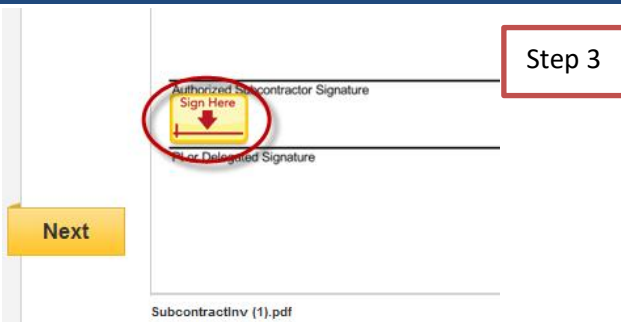 Step 3
Authorized Subcontractor Signature
Sign Here
PI or Delegated Signature
Next
SubcontractInv (1).pdf